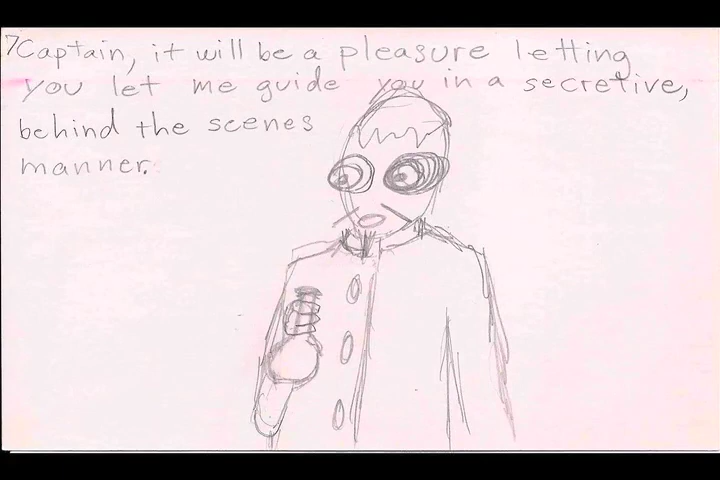 7Captain, it will be a pleasure letting
you let me guide you in a secretive,
behind the scenes
manner.